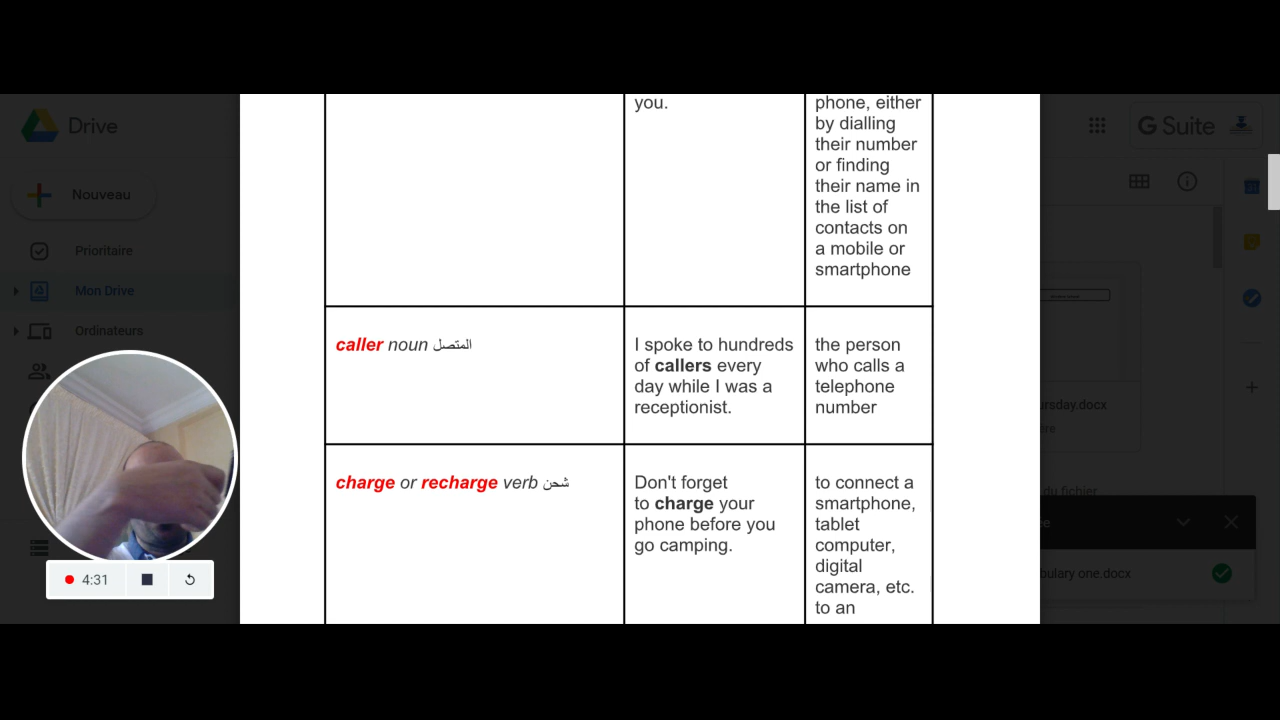 Drive
Nouveau
Prioritaire
Mon Drive
Ordinateurs
4:31
you.
phone, either
by dialling
their number
or finding
their name in
the list of
contacts on
a mobile or
smartphone
caller noun المتصل
I spoke to hundreds
of callers every
day while I was a
receptionist.
the person
who calls a
telephone
number
charge or recharge verb شحن
Don't forget
to charge your
phone before you
go camping.
to connect a
smartphone,
tablet
computer,
digital
camera, etc.
to an
G Suite
ursday.docx
du fichier
bulary one.docx